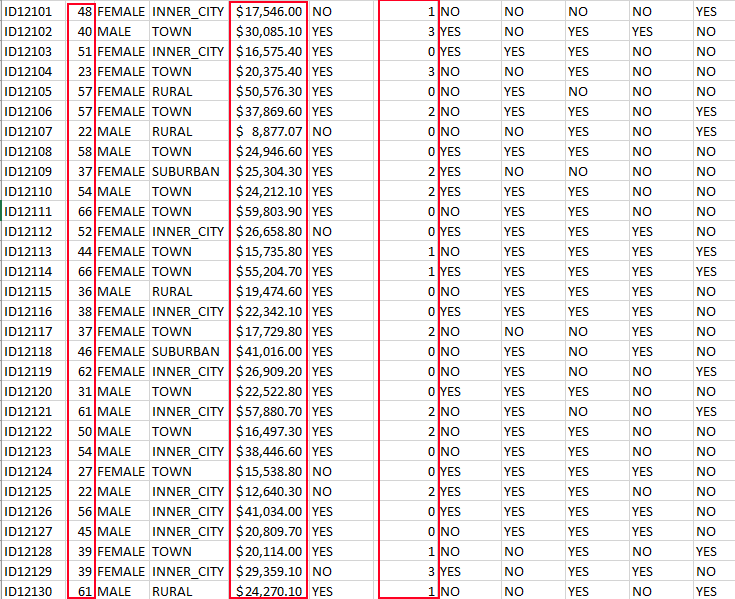 ID12101 48 FEMALE INNER_CITY $17,546.00 NO 1 NO NO NO NO YES
ID12102 40 MALE TOWN $30,085.10 YES 3 YES NO YES YES NO
ID12103 51 FEMALE INNER_CITY $16,575.40 YES 0 YES YES YES NO NO
ID12104 23 FEMALE TOWN $20,375.40 YES 3 NO NO YES NO NO
ID12105 57 FEMALE RURAL $50,576.30 YES 0 NO YES NO NO NO
ID12106 57 FEMALE TOWN $37,869.60 YES 2 NO YES YES NO YES
ID12107 22 MALE RURAL $ 8,877.07 NO 0 NO NO YES NO YES
ID12108 58 MALE TOWN $24,946.60 YES 0 YES YES YES NO NO
ID12109 37 FEMALE SUBURBAN $25,304.30 YES 2 YES NO NO NO NO
ID12110 54 MALE TOWN $24,212.10 YES 2 YES YES YES NO NO
ID12111 66 FEMALE TOWN $59,803.90 YES 0 NO YES YES NO NO
ID12112 52 FEMALE INNER_CITY $26,658.80 NO 0 YES YES YES YES NO
ID12113 44 FEMALE TOWN $15,735.80 YES 1 NO YES YES YES YES
ID12114 66 FEMALE TOWN $55,204.70 YES 1 YES YES YES YES YES
ID12115 36 MALE RURAL $19,474.60 YES 0 NO YES YES YES NO
ID12116 38 FEMALE INNER_CITY $22,342.10 YES 0 YES YES YES YES NO
ID12117 37 FEMALE TOWN $17,729.80 YES 2 NO NO NO YES NO
ID12118 46 FEMALE SUBURBAN $41,016.00 YES 0 NO YES NO YES NO
ID12119 62 FEMALE INNER_CITY $26,909.20 YES 0 NO YES NO NO YES
ID12120 31 MALE TOWN $22,522.80 YES 0 YES YES YES NO NO
ID12121 61 MALE INNER_CITY $57,880.70 YES 2 NO YES NO NO YES
ID12122 50 MALE TOWN $16,497.30 YES 2 NO YES YES NO NO
ID12123 54 MALE INNER_CITY $38,446.60 YES 0 NO YES YES NO NO
ID12124 27 FEMALE TOWN $15,538.80 NO 0 YES YES YES YES NO
ID12125 22 MALE INNER_CITY $12,640.30 NO 2 YES YES YES NO NO
ID12126 56 MALE INNER_CITY $41,034.00 YES 0 YES YES YES YES NO
ID12127 45 MALE INNER_CITY $20,809.70 YES 0 NO YES YES YES NO
ID12128 39 FEMALE TOWN $20,114.00 YES 1 NO NO YES NO YES
ID12129 39 FEMALE INNER_CITY $29,359.10 NO 3 YES NO YES YES NO
ID12130 61 MALE RURAL $24,270.10 YES 1 NO NO YES NO YES